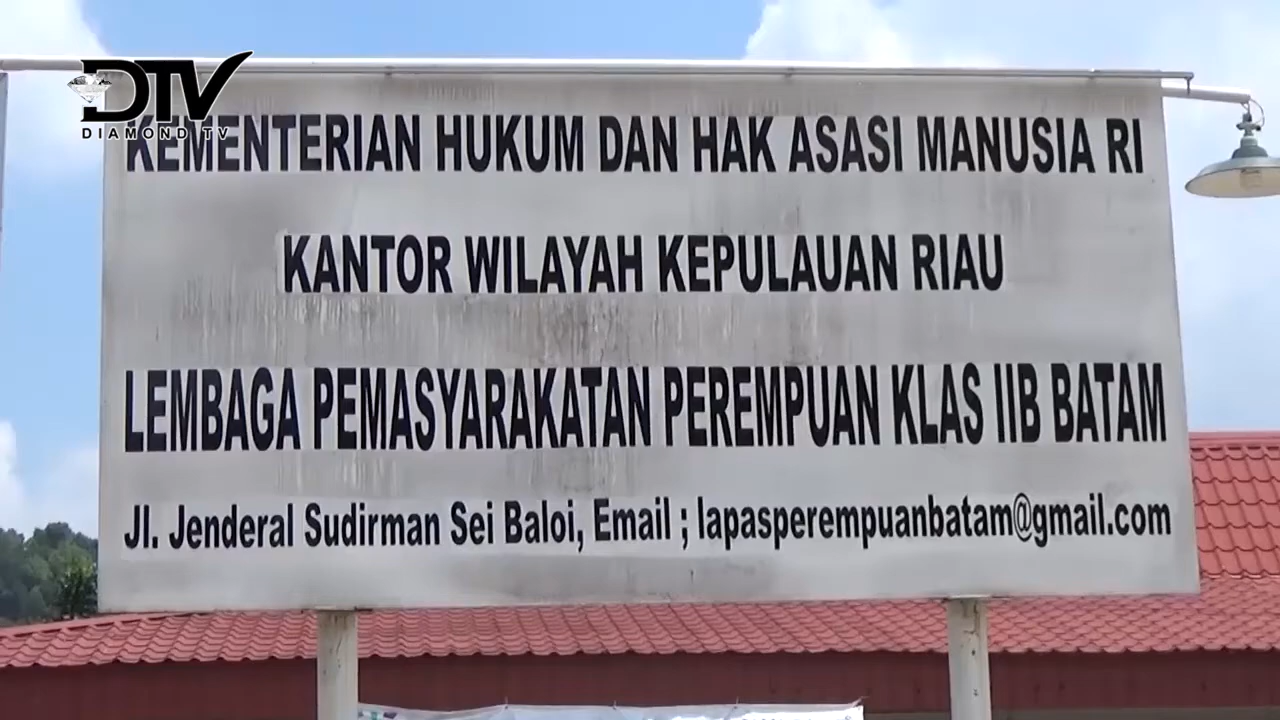 DTV
DIAMOND TV
KEMENTERIAN HUKUM DAN HAK ASASI MANUSIA RI
KANTOR WILAYAH KEPULAUAN RIAU
LEMBAGA PEMASYARAKATAN PEREMPUAN KLAS IIB BATAM
Jl. Jenderal Sudirman Sei Baloi, Email ; lapasperempuanbatam@gmail.com